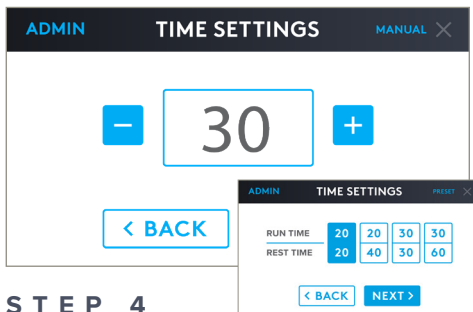 ADMIN TIME SETTINGS MANUAL
30
< BACK
ADMIN TIME SETTINGS PRESET
RUN TIME 20 20 30 30
REST TIME 20 40 30 60
< BACK NEXT >
STEP 4